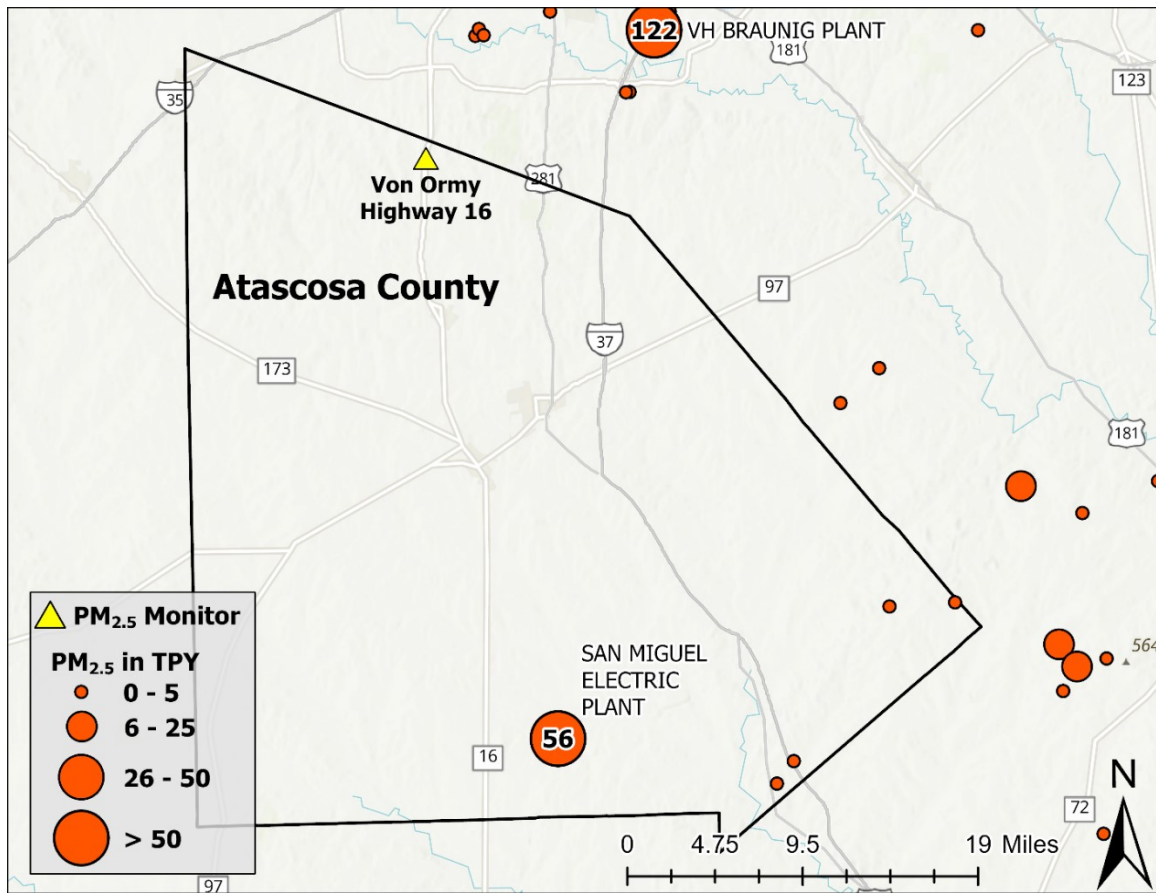 122 VH BRAUNIG PLANT
181
123
35
Von Ormy
Highway 16
281
Atascosa County
97
37
173
181
PM2.5 Monitor
PM2.5 in TPY
0 - 5
6 - 25
26 - 50
> 50
SAN MIGUEL
ELECTRIC
PLANT
56
16
564
N
72
0 4.75 9.5 19 Miles
97